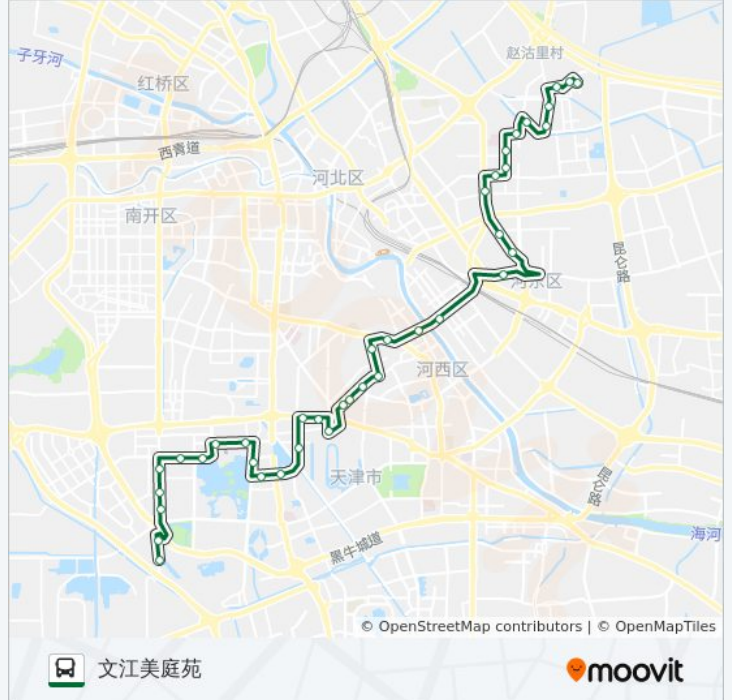 赵沽里村
子牙河
红桥区
西青道
河北区
南开区
昆仑路
河东区
河西区
天津市
昆仑路
海河
黑牛城道
© OpenStreetMap contributors | © OpenMapTiles
文江美庭苑
moovit